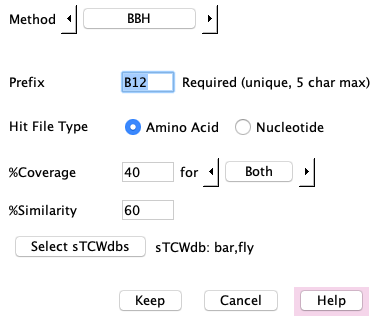 Method BBH
Prefix B12 Required (unique, 5 char max)
Hit File Type Amino Acid Nucleotide
%Coverage 40 for Both
%Similarity 60
Select sTCWdbs sTCWdb: bar,fly
Keep Cancel Help